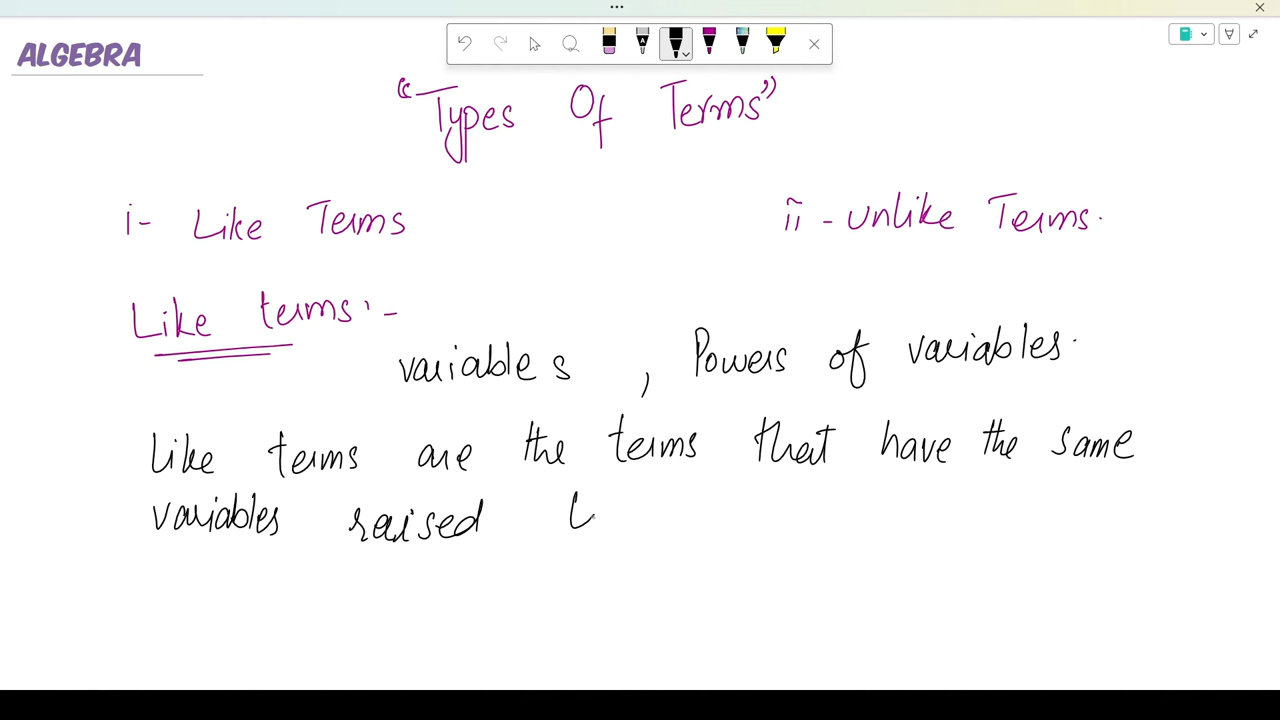 ALGEBRA
"Types Of Terms"
i- Like Terms
ii - unlike Terms.
Like terms:-
variables , Powers of variables.
Like terms are the terms that have the same
variables raised